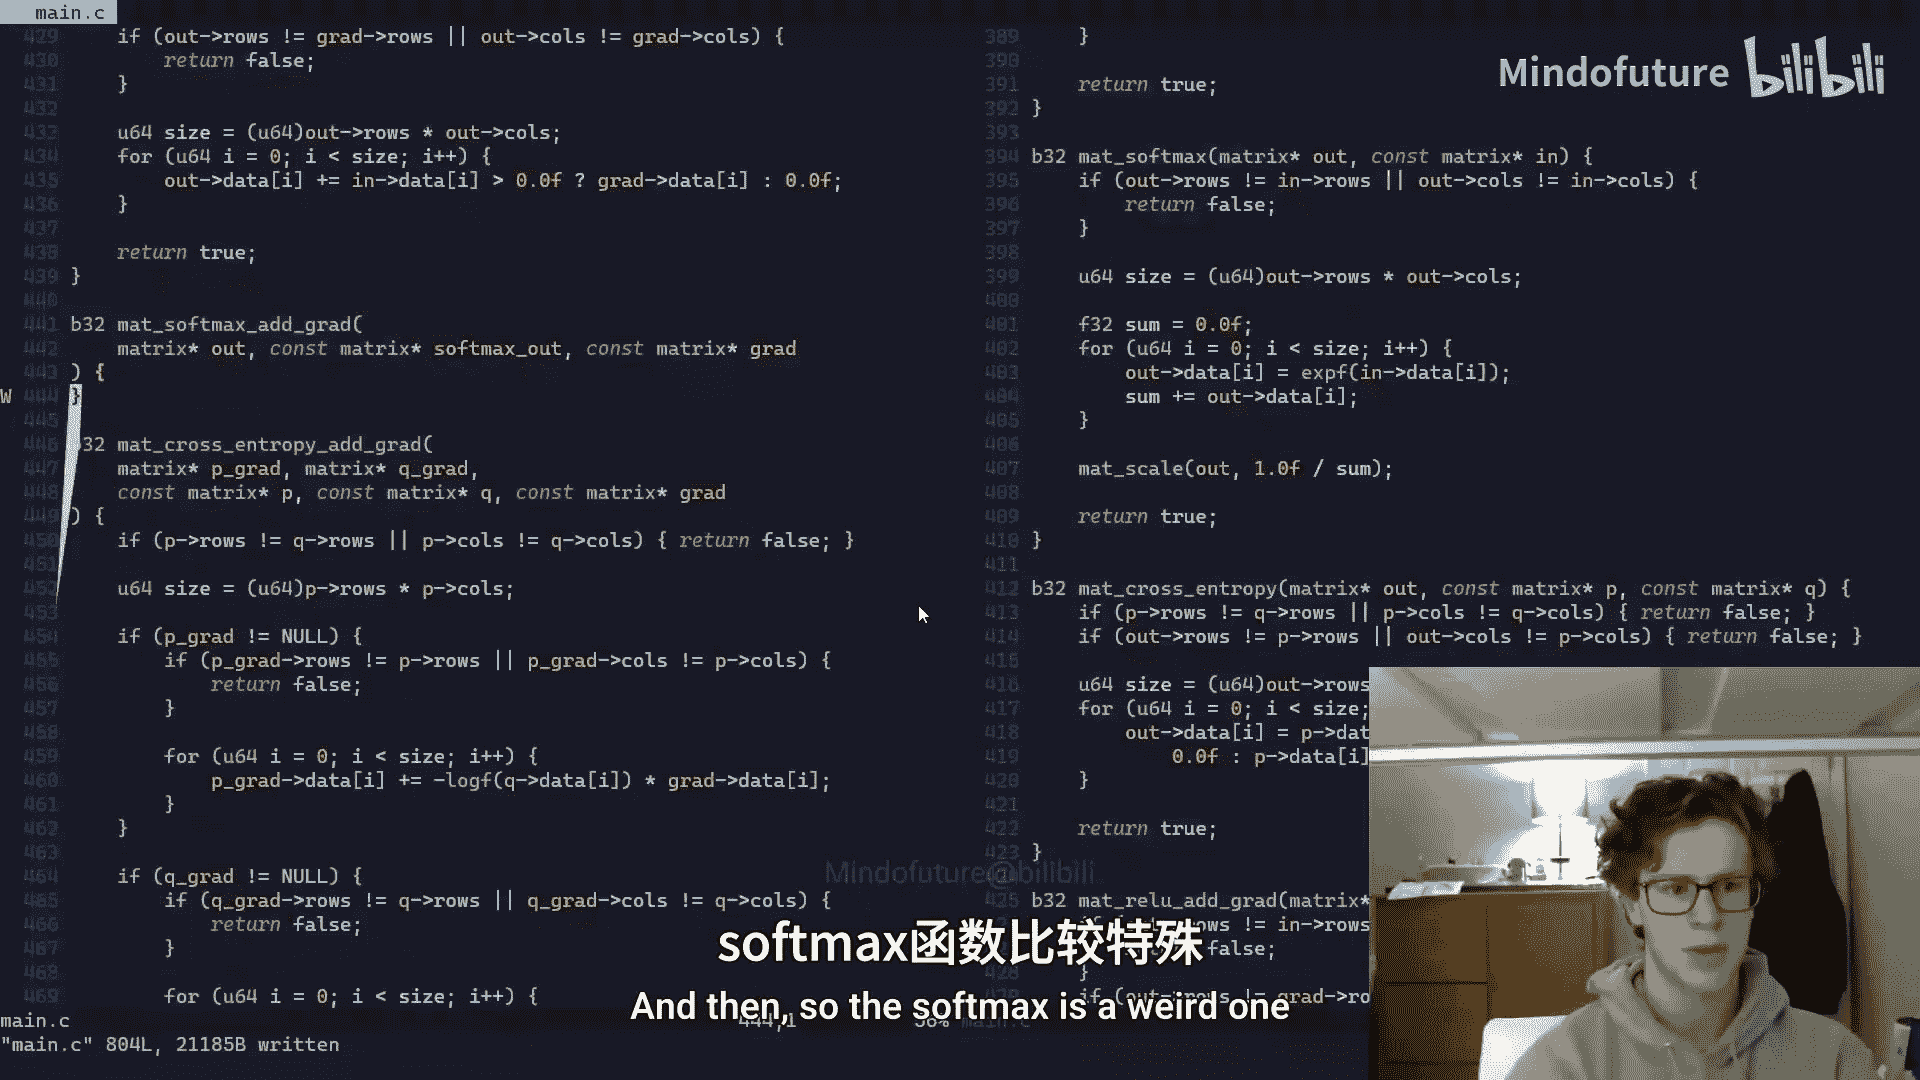 main.c
429 if (out->rows != grad->rows || out->cols != grad->cols) {
430 return false;
431 }
432
433 u64 size = (u64)out->rows * out->cols;
434 for (u64 i = 0; i < size; i++) {
435 out->data[i] += in->data[i] > 0.0f ? grad->data[i] : 0.0f;
436 }
437
438 return true;
439 }
440
441 b32 mat_softmax_add_grad(
442 matrix* out, const matrix* softmax_out, const matrix* grad
443 ) {
W 444 }
445
446 b32 mat_cross_entropy_add_grad(
447 matrix* p_grad, matrix* q_grad,
448 const matrix* p, const matrix* q, const matrix* grad
449 ) {
450 if (p->rows != q->rows || p->cols != q->cols) { return false; }
451
452 u64 size = (u64)p->rows * p->cols;
453
454 if (p_grad != NULL) {
455 if (p_grad->rows != p->rows || p_grad->cols != p->cols) {
456 return false;
457 }
458
459 for (u64 i = 0; i < size; i++) {
460 p_grad->data[i] += -logf(q->data[i]) * grad->data[i];
461 }
462 }
463
464 if (q_grad != NULL) {
465 if (q_grad->rows != q->rows || q_grad->cols != q->cols) {
466 return false;
467 }
468
469 for (u64 i = 0; i < size; i++) {
main.c 444,1
"main.c" 804L, 21185B written
389 }
390
391 return true;
392 }
393
394 b32 mat_softmax(matrix* out, const matrix* in) {
395 if (out->rows != in->rows || out->cols != in->cols) {
396 return false;
397 }
398
399 u64 size = (u64)out->rows * out->cols;
400
401 f32 sum = 0.0f;
402 for (u64 i = 0; i < size; i++) {
403 out->data[i] = expf(in->data[i]);
404 sum += out->data[i];
405 }
406
407 mat_scale(out, 1.0f / sum);
408
409 return true;
410 }
411
412 b32 mat_cross_entropy(matrix* out, const matrix* p, const matrix* q) {
413 if (p->rows != q->rows || p->cols != q->cols) { return false; }
414 if (out->rows != p->rows || out->cols != p->cols) { return false; }
415
416 u64 size = (u64)out->rows
417 for (u64 i = 0; i < size;
418 out->data[i] = p->dat
419 0.0f : p->data[i]
420 }
421
422 return true;
423 }
425 b32 mat_relu_add_grad(matrix*
->rows != in->rows
false;
}
if (out->rows != grad->ro
main.c
Mindofuture bilibili
Mindofuture@bilibili
softmax函数比较特殊
And then, so the softmax is a weird one